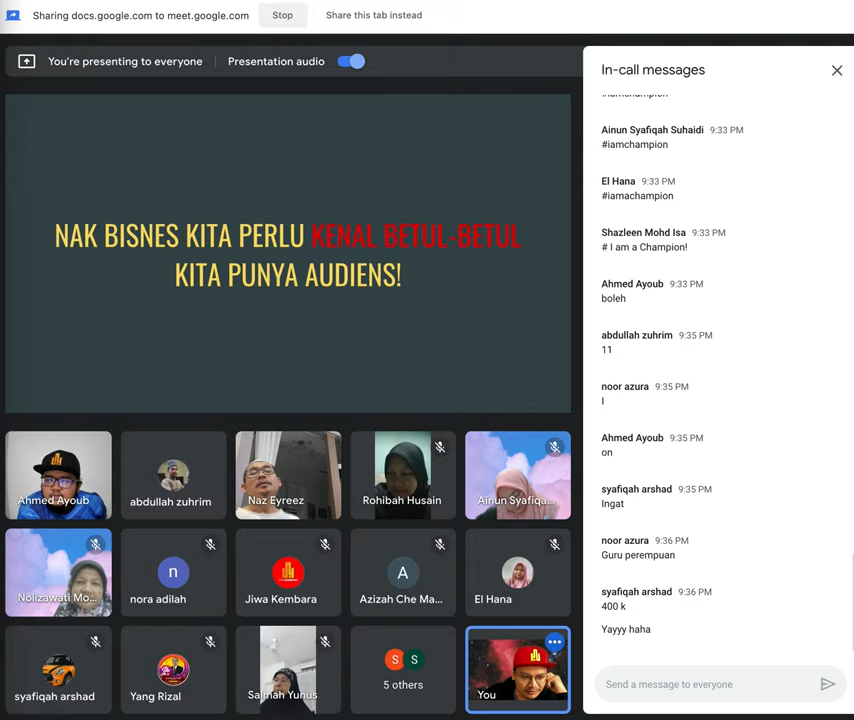 Sharing docs.google.com to meet.google.com
Stop
Share this tab instead
You're presenting to everyone
Presentation audio
In-call messages
NAK BISNES KITA PERLU KENAL BETUL-BETUL
KITA PUNYA AUDIENS!
Ainun Syafiqah Suhaidi 9:33 PM
#iamchampion
El Hana 9:33 PM
#iamachampion
Shazleen Mohd Isa 9:33 PM
# I am a Champion!
Ahmed Ayoub 9:33 PM
boleh
abdullah zuhrim 9:35 PM
11
noor azura 9:35 PM
I
Ahmed Ayoub 9:35 PM
on
syafiqah arshad 9:35 PM
Ingat
noor azura 9:36 PM
Guru perempuan
syafiqah arshad 9:36 PM
400 k
Yayyy haha
Send a message to everyone
Ahmed Ayoub
abdullah zuhrim
Naz Eyreez
Rohibah Husain
Ainun Syafiqa...
Nolizawati Mo...
n
nora adilah
Jiwa Kembara
A
Azizah Che Ma...
El Hana
syafiqah arshad
Yang Rizal
Salmah Yunus
S S
5 others
You